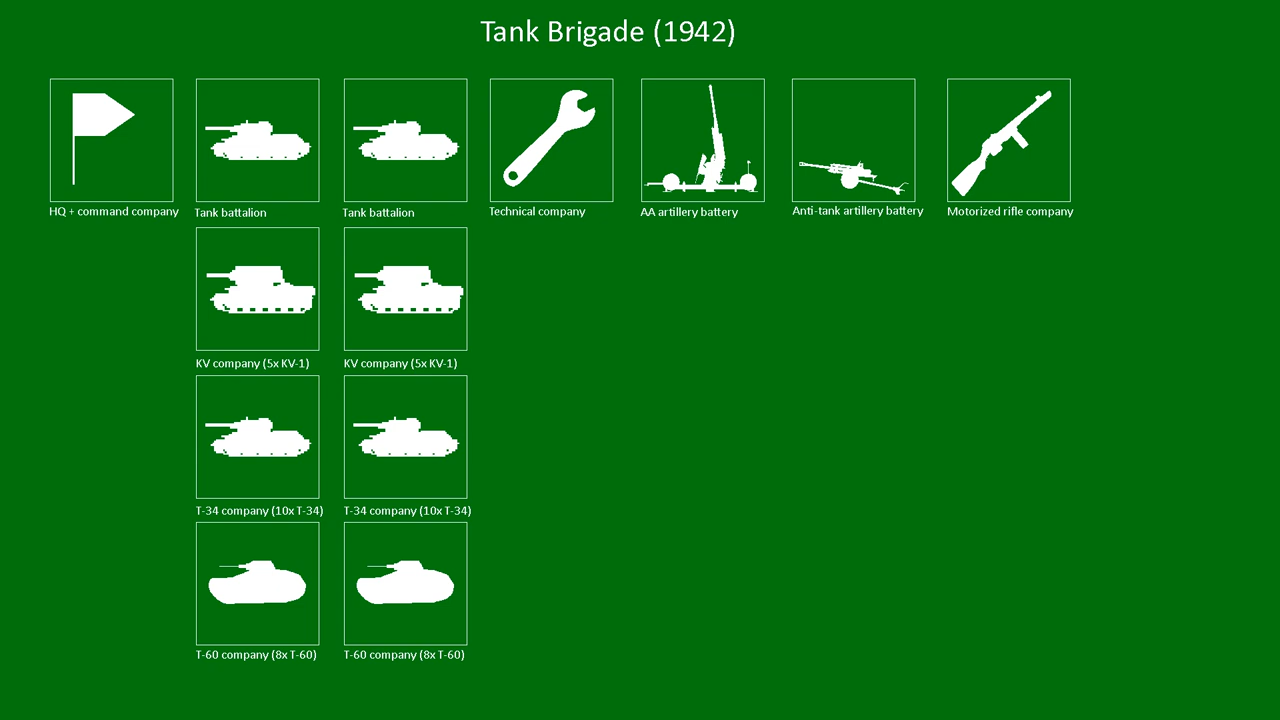 Tank Brigade (1942)
HQ + command company
Tank battalion
Tank battalion
Technical company
AA artillery battery
Anti-tank artillery battery
Motorized rifle company
KV company (5x KV-1)
KV company (5x KV-1)
T-34 company (10x T-34)
T-34 company (10x T-34)
T-60 company (8x T-60)
T-60 company (8x T-60)